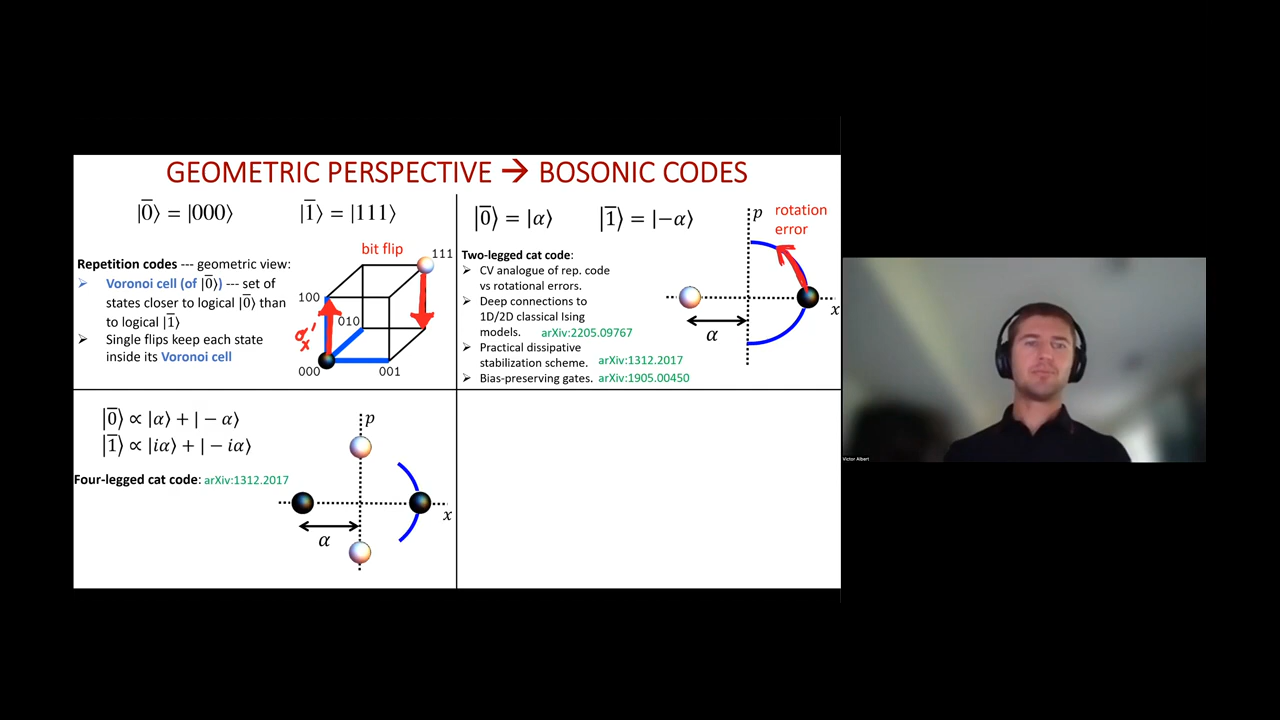 GEOMETRIC PERSPECTIVE → BOSONIC CODES
|0̅⟩ = |000⟩ |1̅⟩ = |111⟩
Repetition codes --- geometric view:
➢ Voronoi cell (of |0̅⟩) --- set of
states closer to logical |0̅⟩ than
to logical |1̅⟩
➢ Single flips keep each state
inside its Voronoi cell
bit flip
111
100
010
σₓ¹
000
001
|0̅⟩ = |α⟩ |1̅⟩ = |−α⟩
Two-legged cat code:
➢ CV analogue of rep. code
vs rotational errors.
➢ Deep connections to
1D/2D classical Ising
models. arXiv:2205.09767
➢ Practical dissipative
stabilization scheme. arXiv:1312.2017
➢ Bias-preserving gates. arXiv:1905.00450
p
rotation
error
x
α
|0̅⟩ ∝ |α⟩ + |− α⟩
|1̅⟩ ∝ |iα⟩ + |− iα⟩
Four-legged cat code: arXiv:1312.2017
p
x
α
Victor Albert